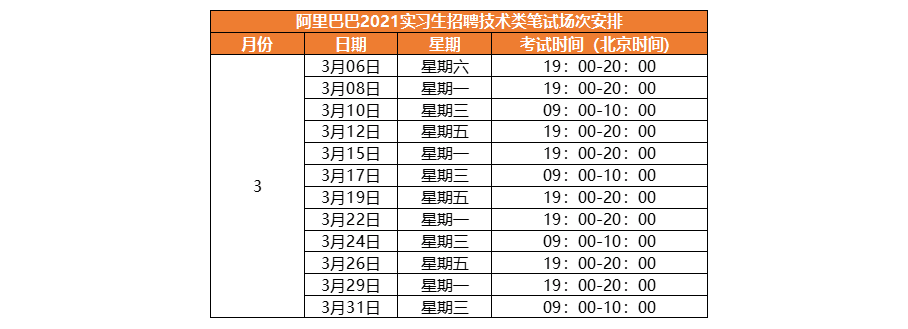 阿里巴巴2021实习生招聘技术类笔试场次安排
月份 日期 星期 考试时间（北京时间）
3月06日 星期六 19：00-20：00
3月08日 星期一 19：00-20：00
3月10日 星期三 09：00-10：00
3月12日 星期五 19：00-20：00
3月15日 星期一 19：00-20：00
3 3月17日 星期三 09：00-10：00
3月19日 星期五 19：00-20：00
3月22日 星期一 19：00-20：00
3月24日 星期三 09：00-10：00
3月26日 星期五 19：00-20：00
3月29日 星期一 19：00-20：00
3月31日 星期三 09：00-10：00